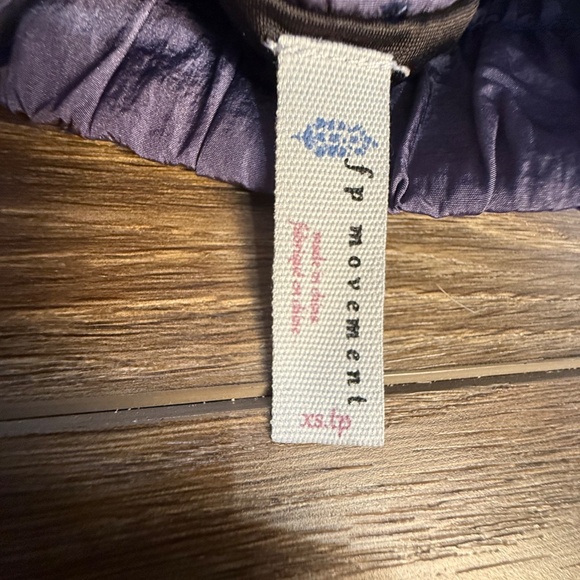 fp movement
made in china
fabriqué en chine
xs.tp